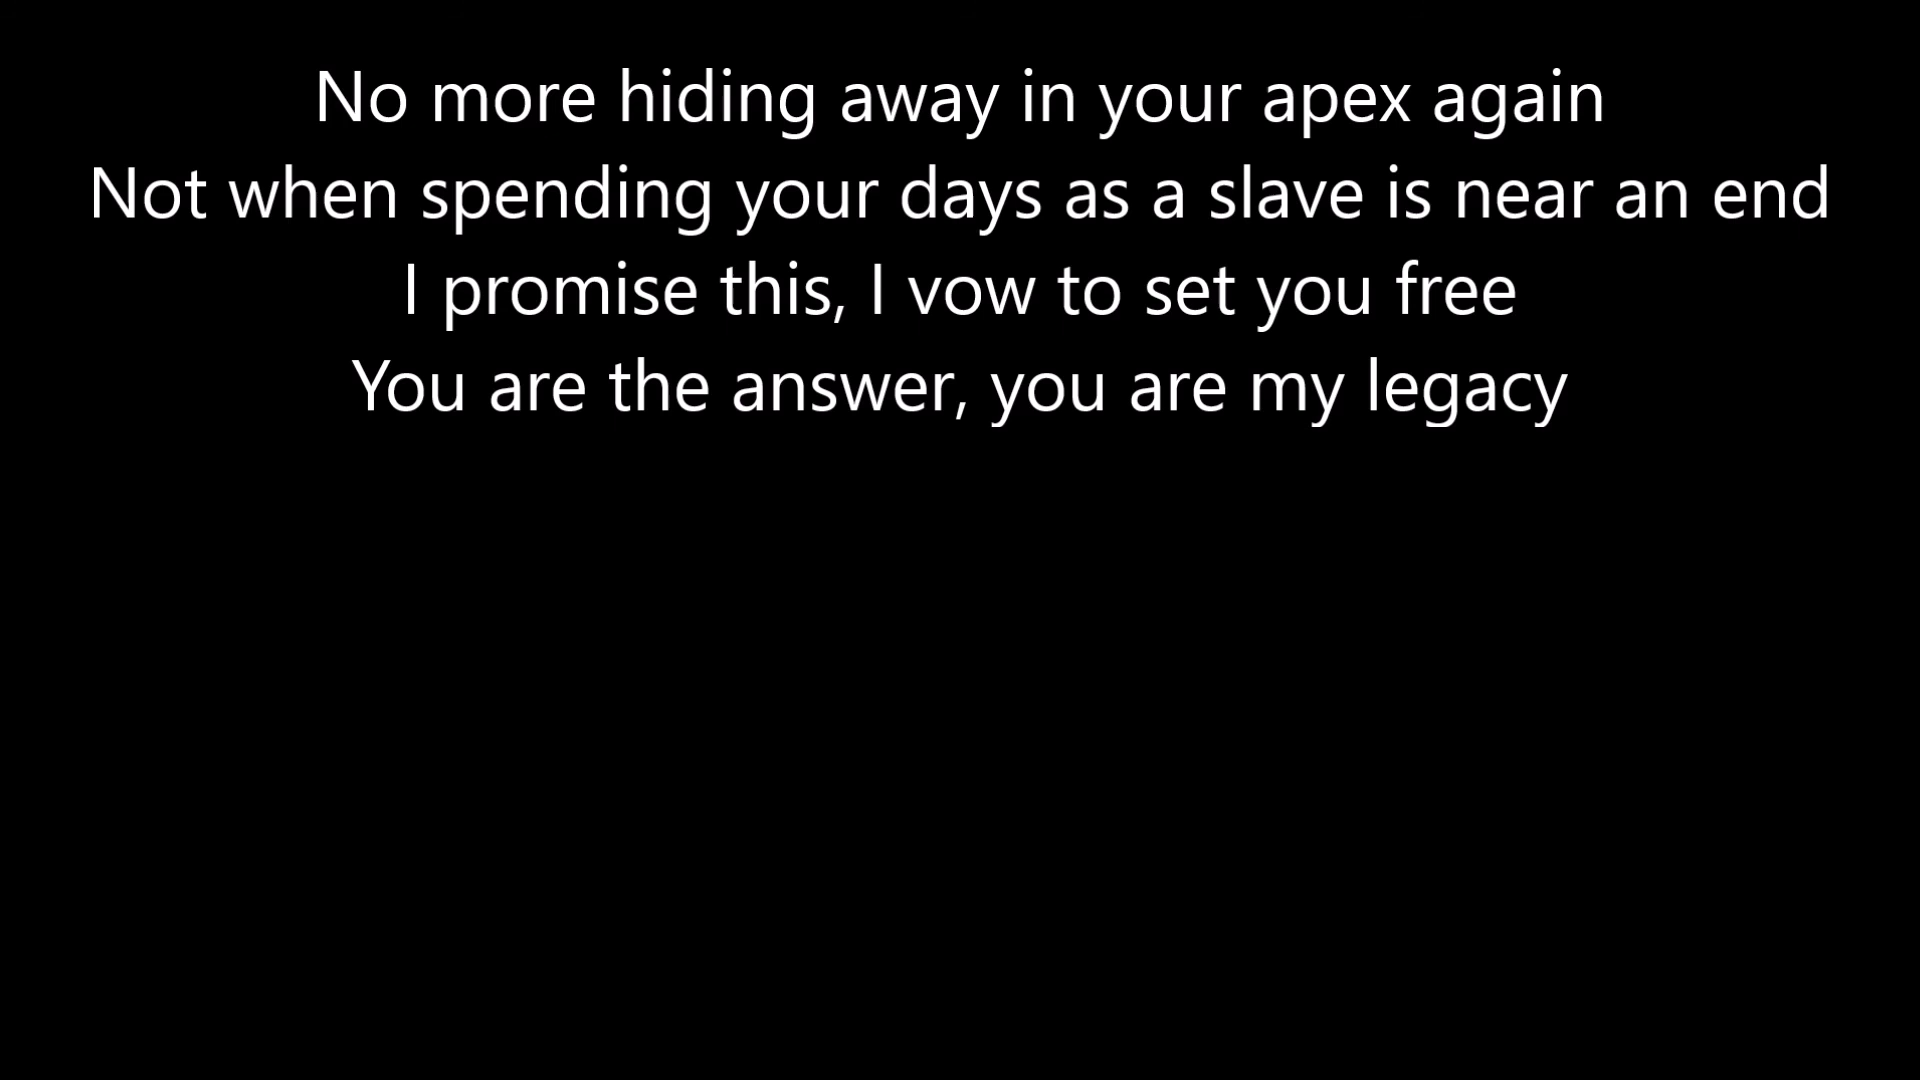 No more hiding away in your apex again
Not when spending your days as a slave is near an end
I promise this, I vow to set you free
You are the answer, you are my legacy